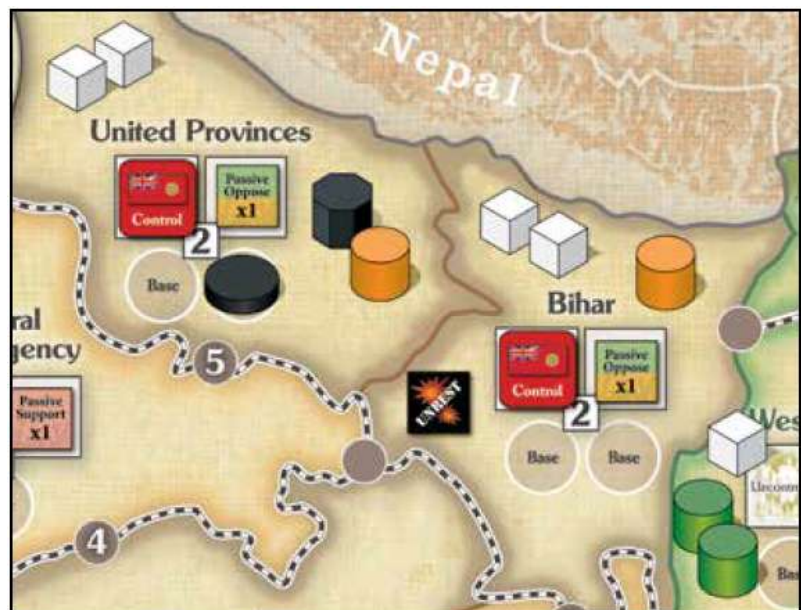 Nepal
United Provinces
Control
Passive
Oppose
x1
2
Base
Bihar
Control
Passive
Oppose
x1
2
Base
Base
5
UNREST
ral
gency
Passive
Support
x1
4
Wes
Uncontr
Bas